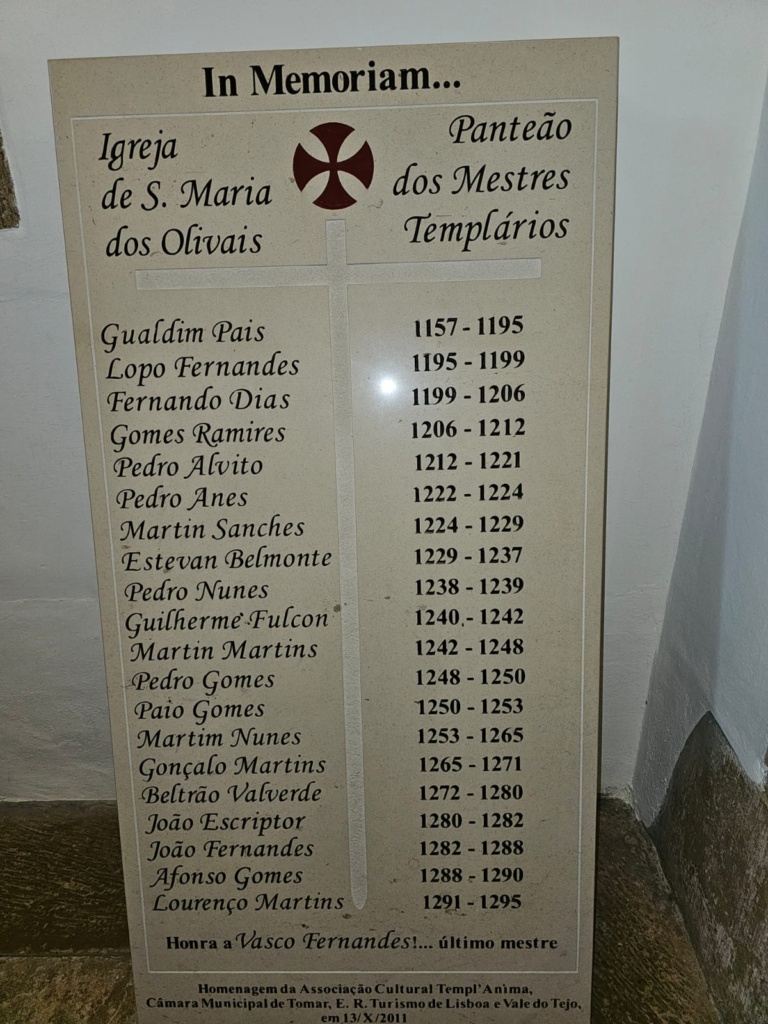 In Memoriam...
Igreja
de S. Maria
dos Olivais
Panteão
dos Mestres
Templários
Gualdim Pais 1157 - 1195
Lopo Fernandes 1195 - 1199
Fernando Dias 1199 - 1206
Gomes Ramires 1206 - 1212
Pedro Alvito 1212 - 1221
Pedro Anes 1222 - 1224
Martin Sanches 1224 - 1229
Estevan Belmonte 1229 - 1237
Pedro Nunes 1238 - 1239
Guilherme Fulcon 1240 - 1242
Martin Martins 1242 - 1248
Pedro Gomes 1248 - 1250
Paio Gomes 1250 - 1253
Martim Nunes 1253 - 1265
Gonçalo Martins 1265 - 1271
Beltrão Valverde 1272 - 1280
João Escriptor 1280 - 1282
João Fernandes 1282 - 1288
Afonso Gomes 1288 - 1290
Lourenço Martins 1291 - 1295
Honra a Vasco Fernandes!... último mestre
Homenagem da Associação Cultural Templ'Anima,
Câmara Municipal de Tomar, E. R. Turismo de Lisboa e Vale do Tejo,
em 13/X/2011